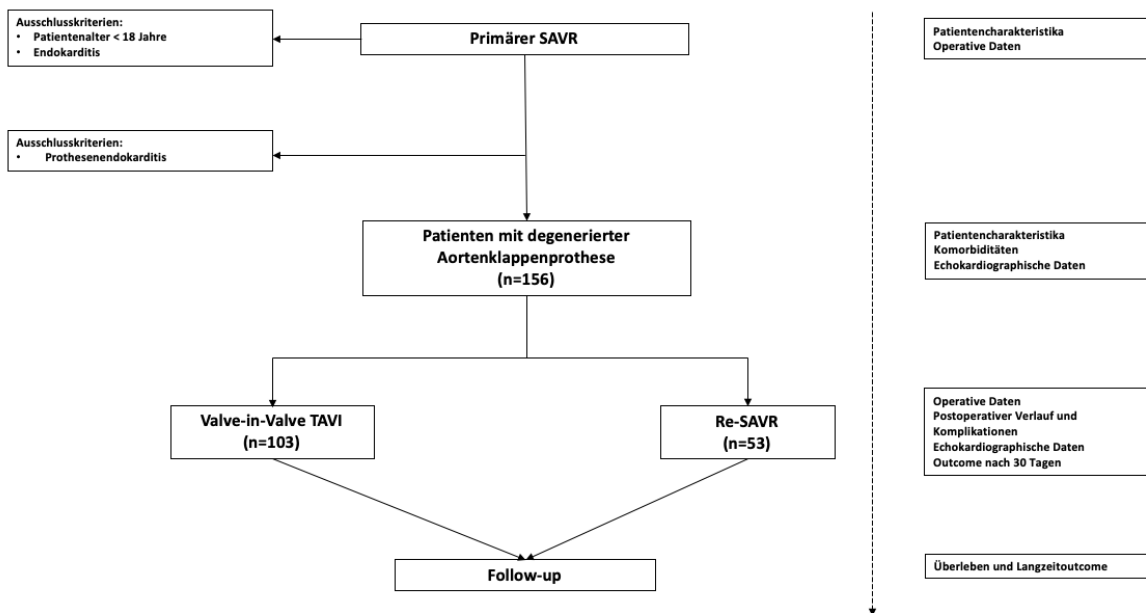 Ausschlusskriterien:
• Patientenalter < 18 Jahre
• Endokarditis
Primärer SAVR
Patientencharakteristika
Operative Daten
Ausschlusskriterien:
• Prothesenendokarditis
Patienten mit degenerierter
Aortenklappenprothese
(n=156)
Patientencharakteristika
Komorbiditäten
Echokardiographische Daten
Valve-in-Valve TAVI
(n=103)
Re-SAVR
(n=53)
Operative Daten
Postoperativer Verlauf und
Komplikationen
Echokardiographische Daten
Outcome nach 30 Tagen
Follow-up
Überleben und Langzeitoutcome